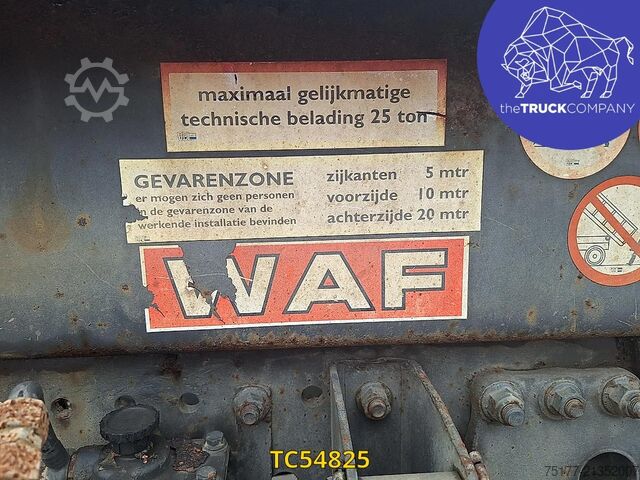 theTRUCKCOMPANY
maximaal gelijkmatige
technische belading 25 ton
GEVARENZONE
er mogen zich geen personen
in de gevarenzone van de
werkende installatie bevinden
zijkanten 5 mtr
voorzijde 10 mtr
achterzijde 20 mtr
WAF
TC54825